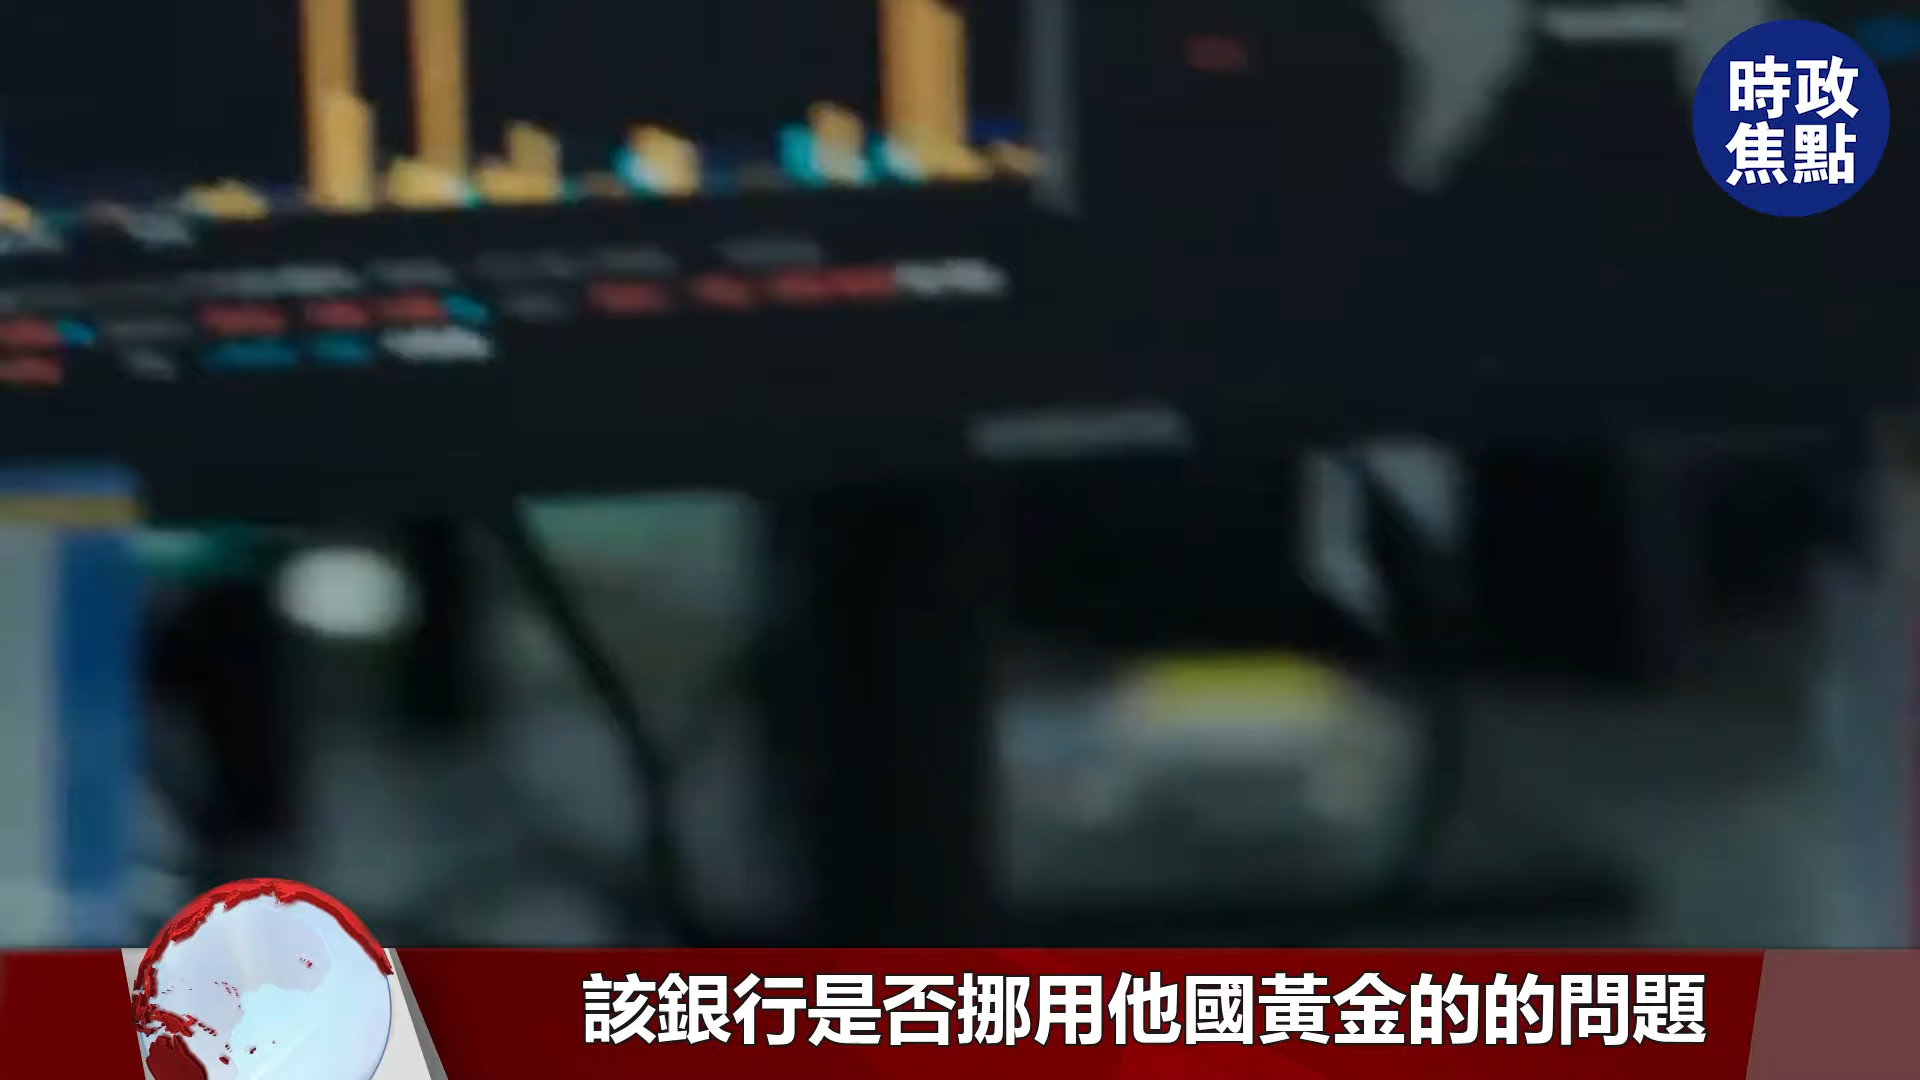 時政
焦點
該銀行是否挪用他國黃金的的問題